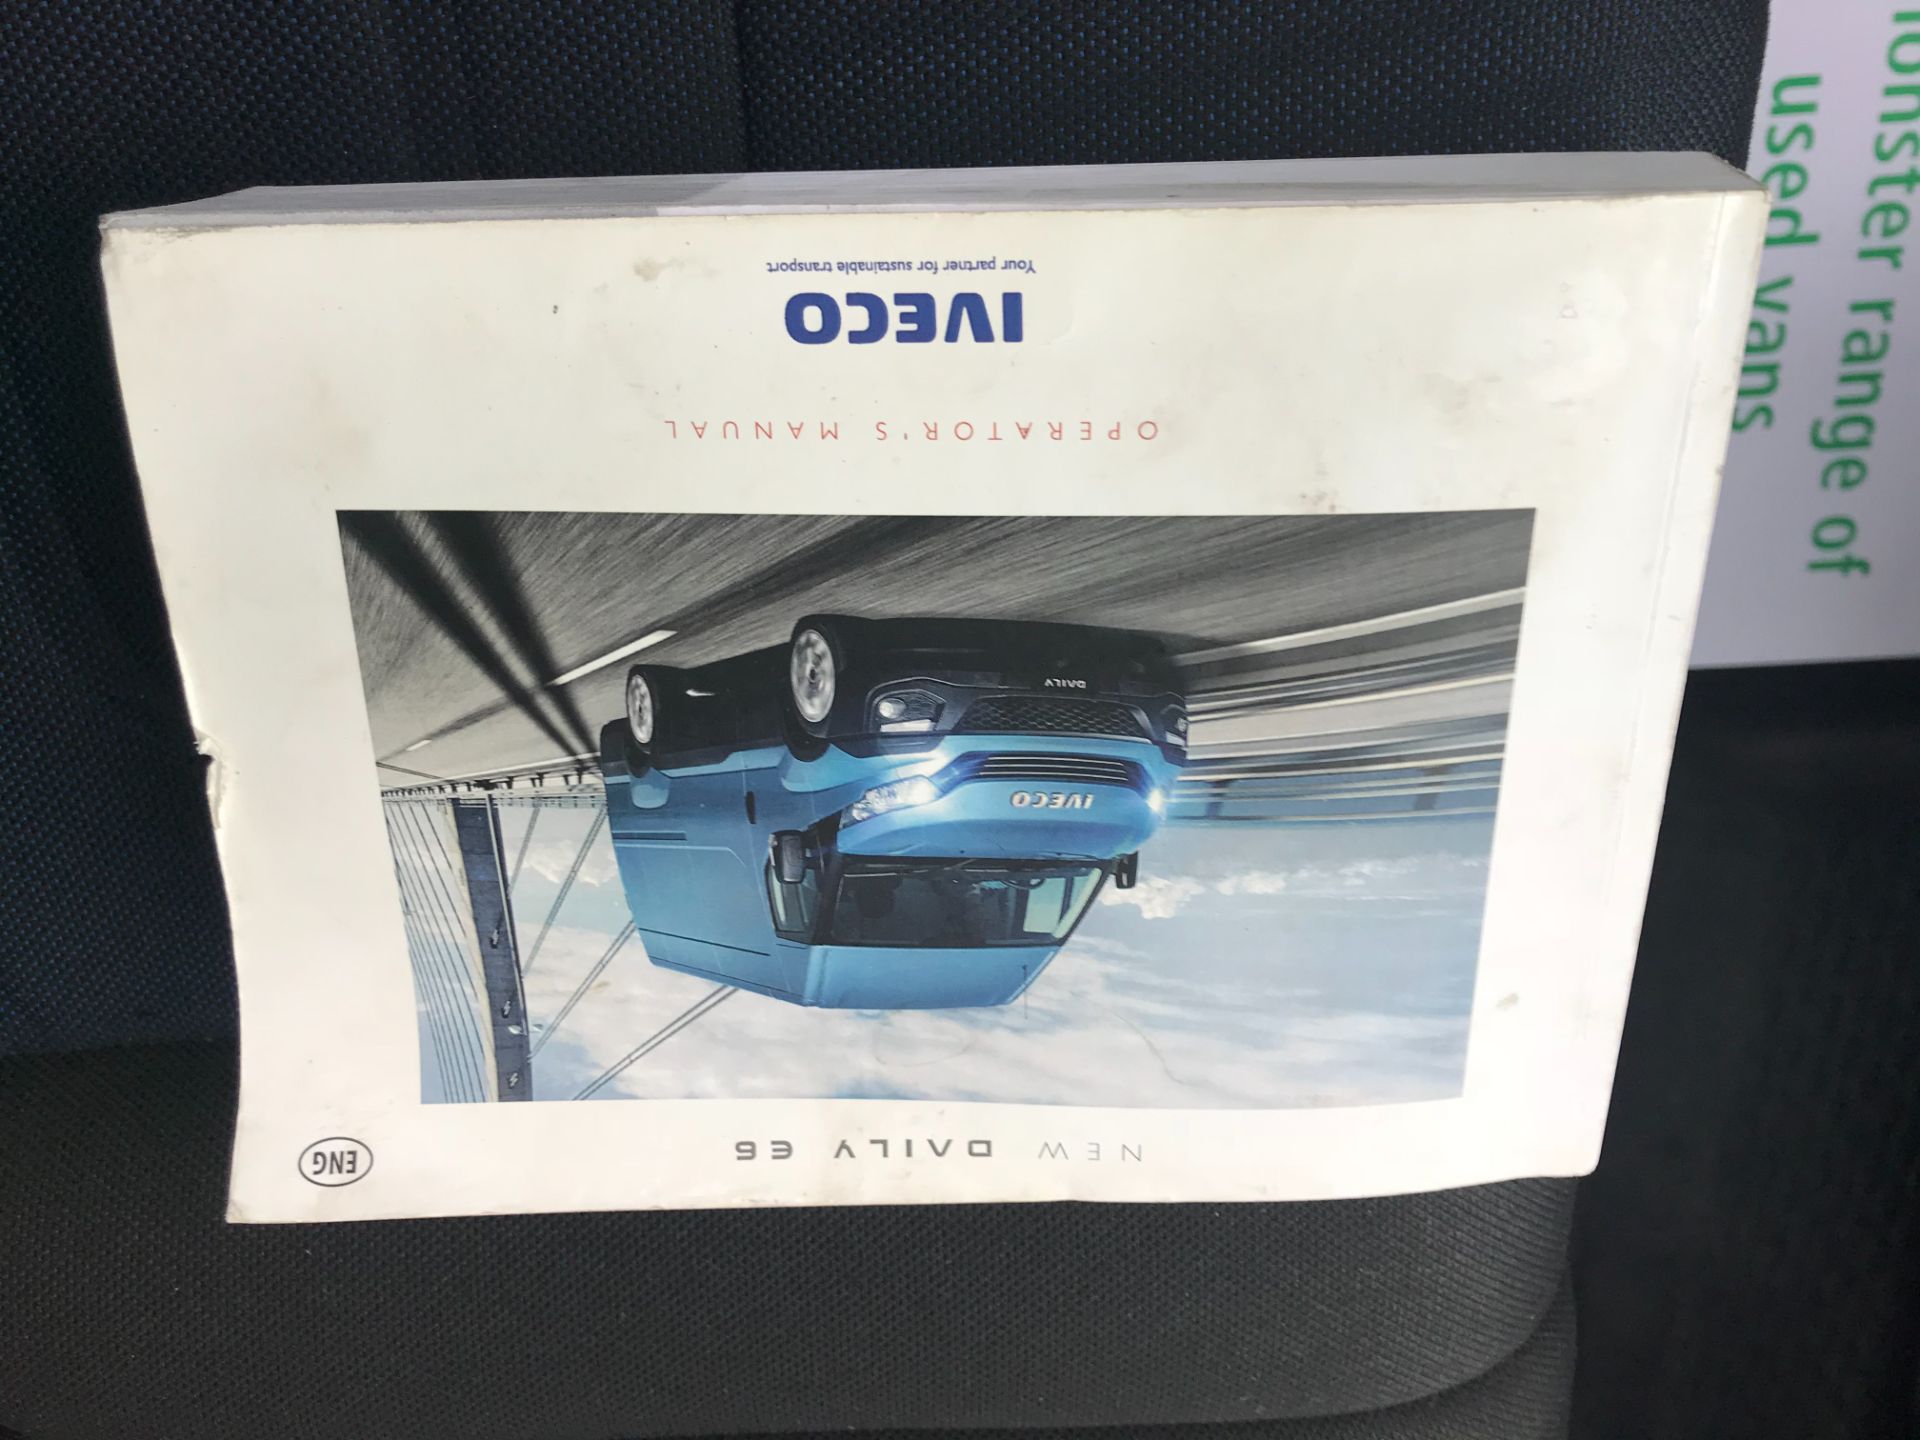 NEW DAILY E6
ENG
IVECO
DAILY
OPERATOR'S MANUAL
IVECO
Your partner for sustainable transport
range of
used vans